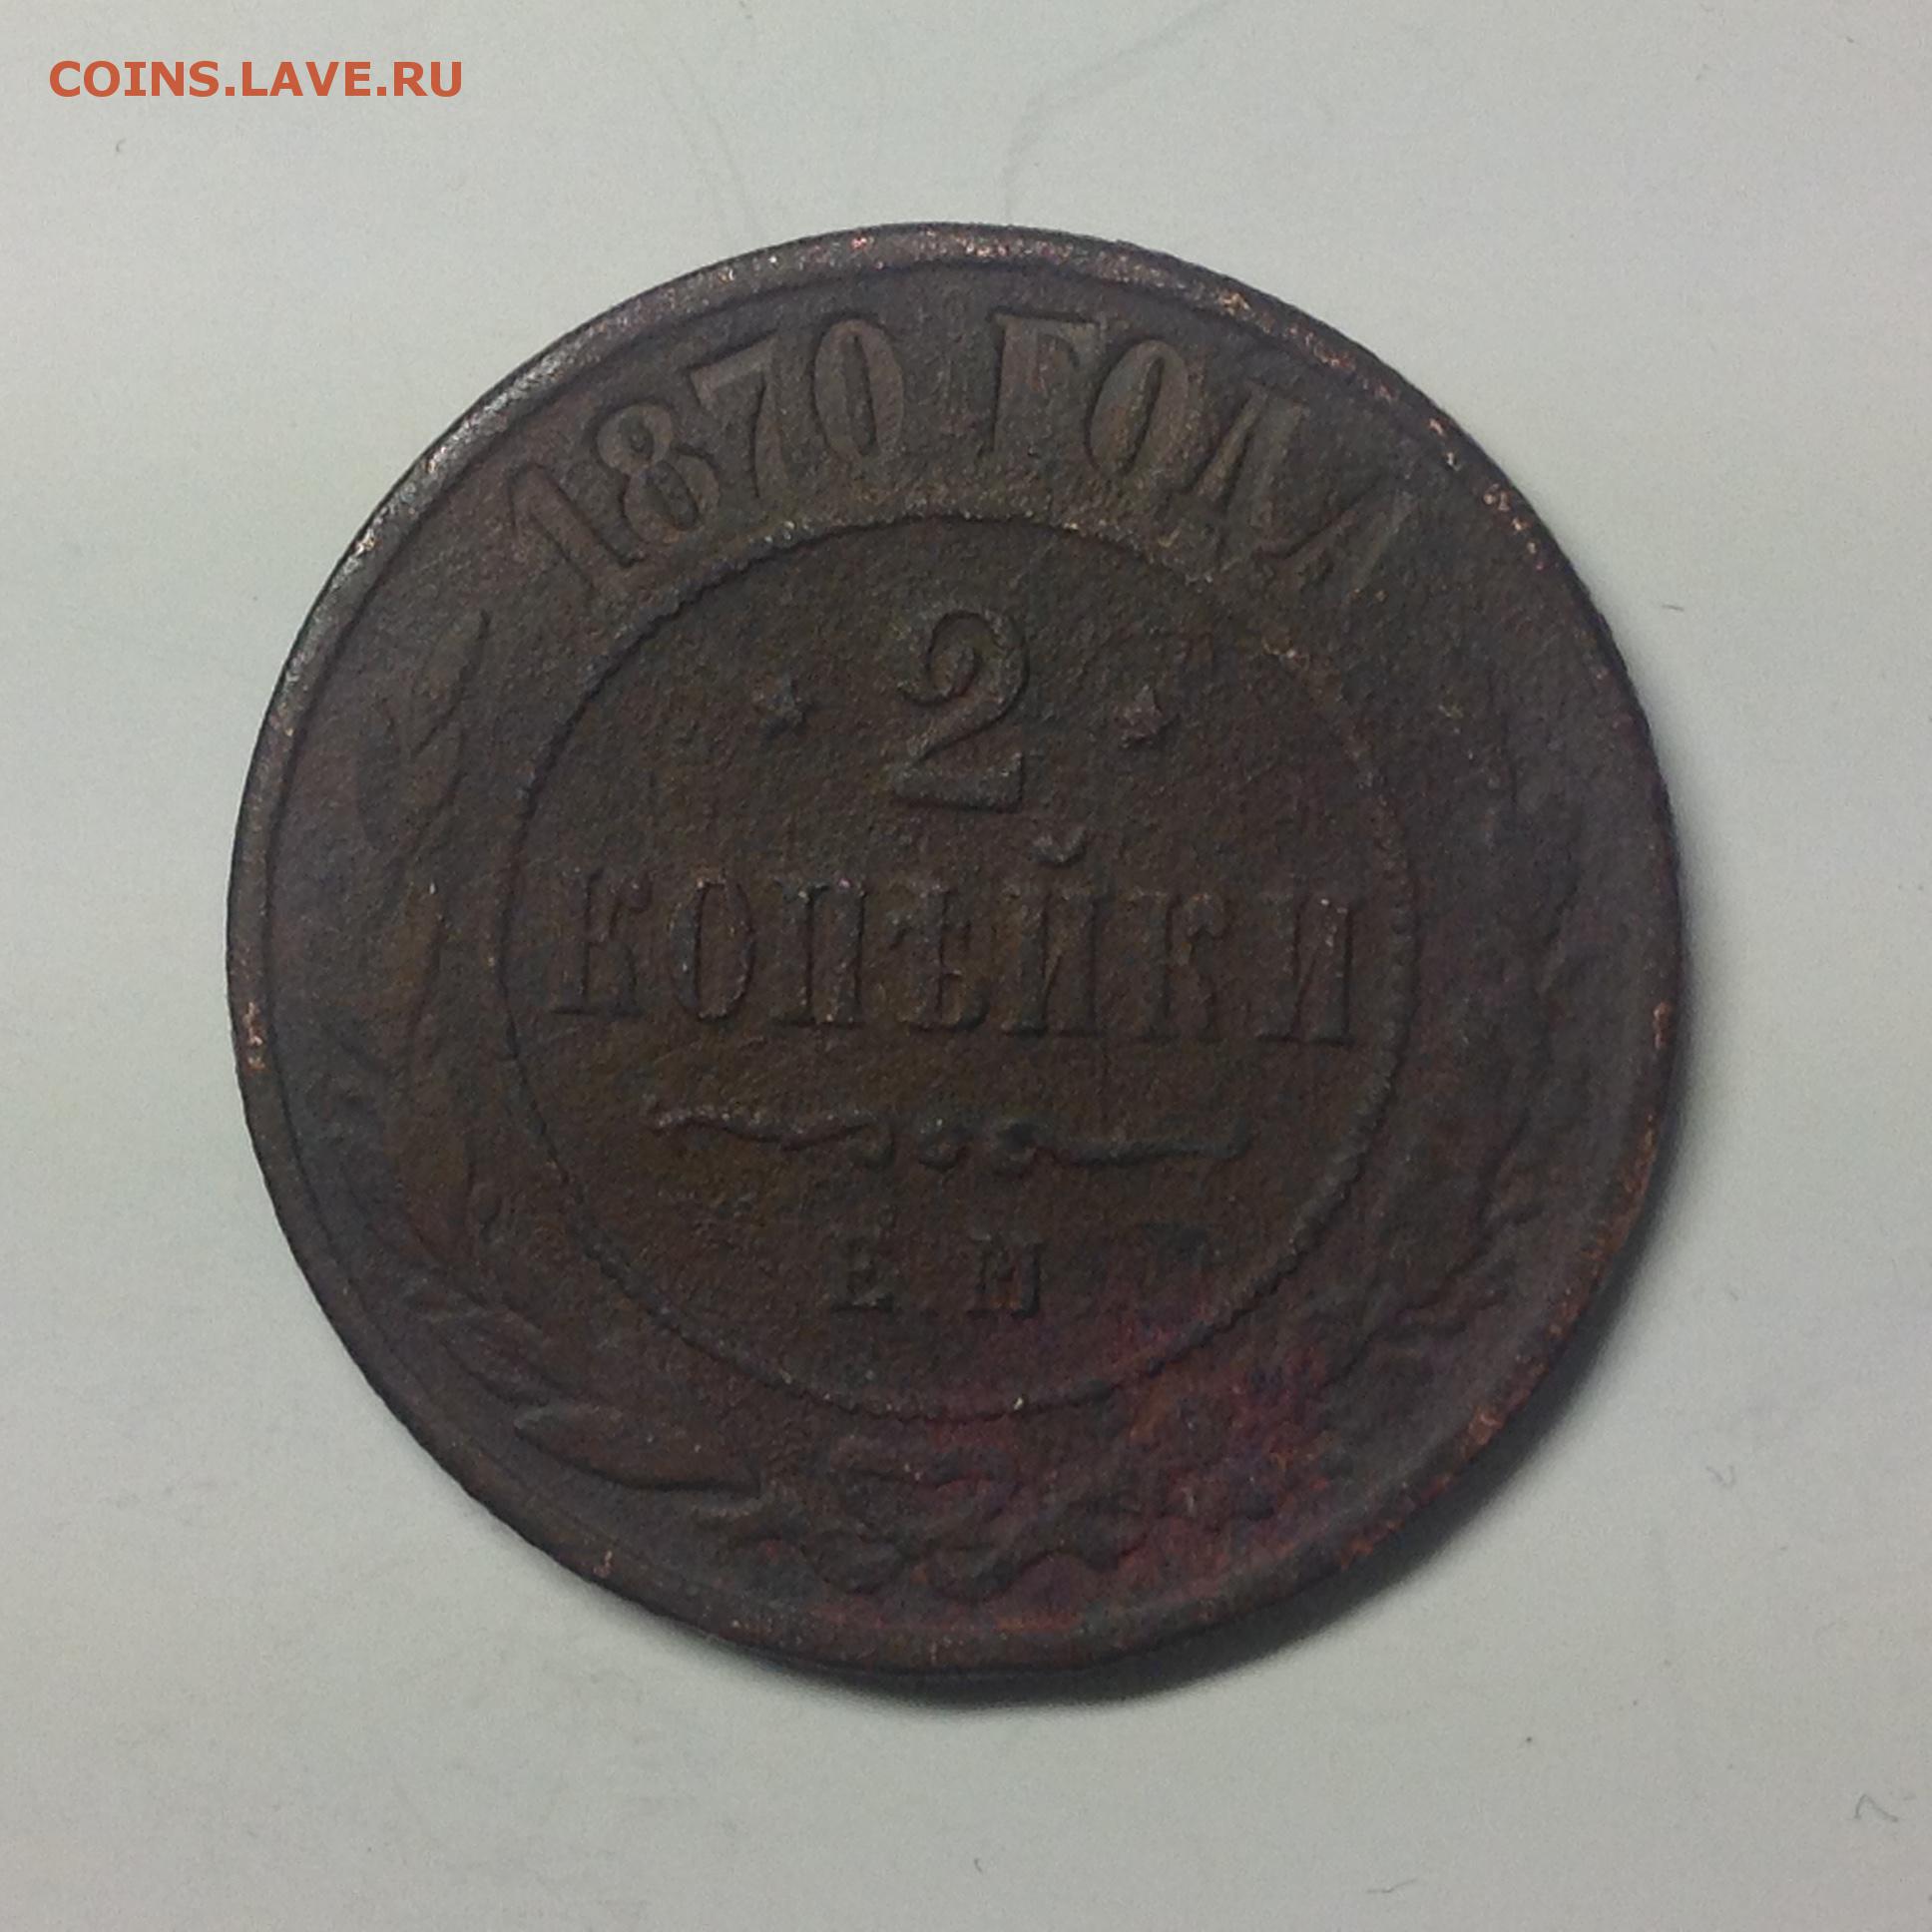 COINS.LAVE.RU
1870 ГОДА
2
КОПѢЙКИ
Е М